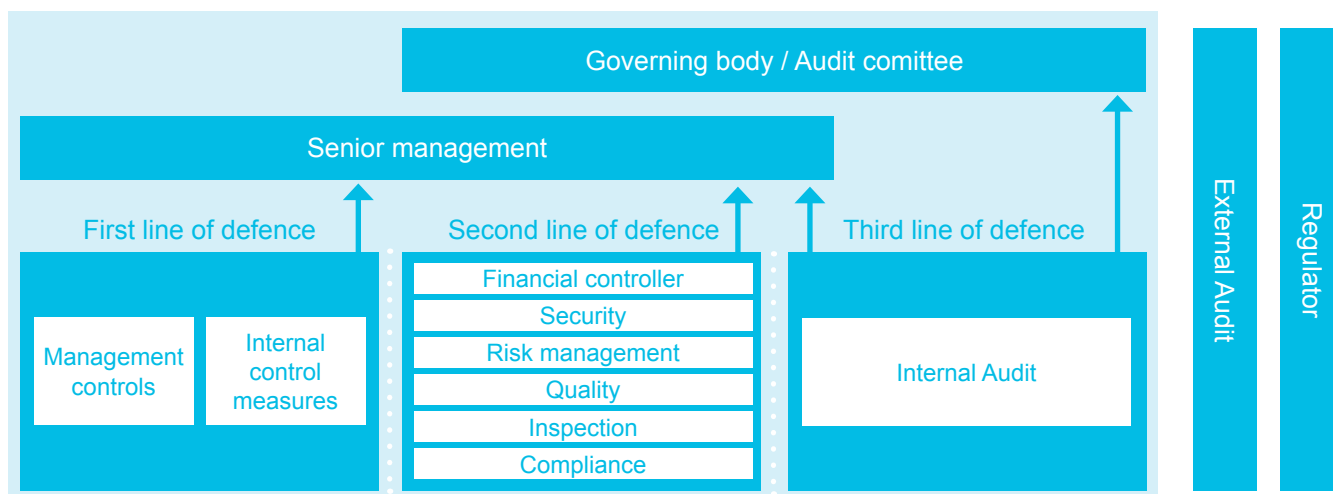 Governing body / Audit comittee
Senior management
First line of defence
Second line of defence
Third line of defence
Management
controls
Internal
control
measures
Financial controller
Security
Risk management
Quality
Inspection
Compliance
Internal Audit
External Audit
Regulator